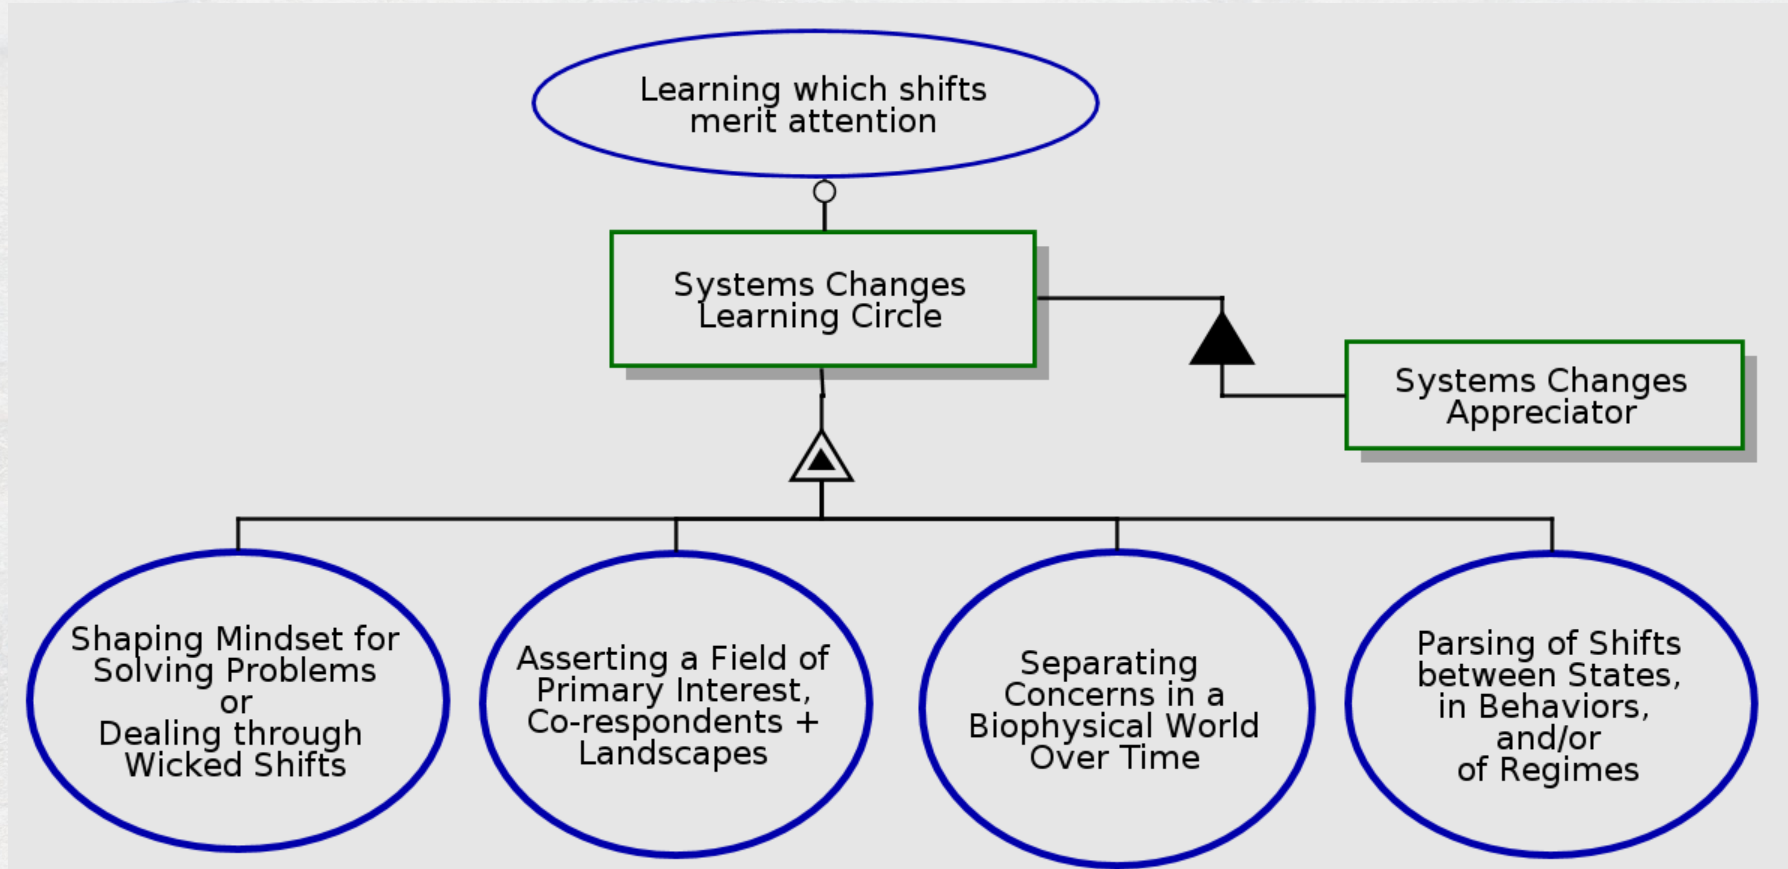 Learning which shifts
merit attention
Systems Changes
Learning Circle
Systems Changes
Appreciator
Shaping Mindset for
Solving Problems
or
Dealing through
Wicked Shifts
Asserting a Field of
Primary Interest,
Co-respondents +
Landscapes
Separating
Concerns in a
Biophysical World
Over Time
Parsing of Shifts
between States,
in Behaviors,
and/or
of Regimes